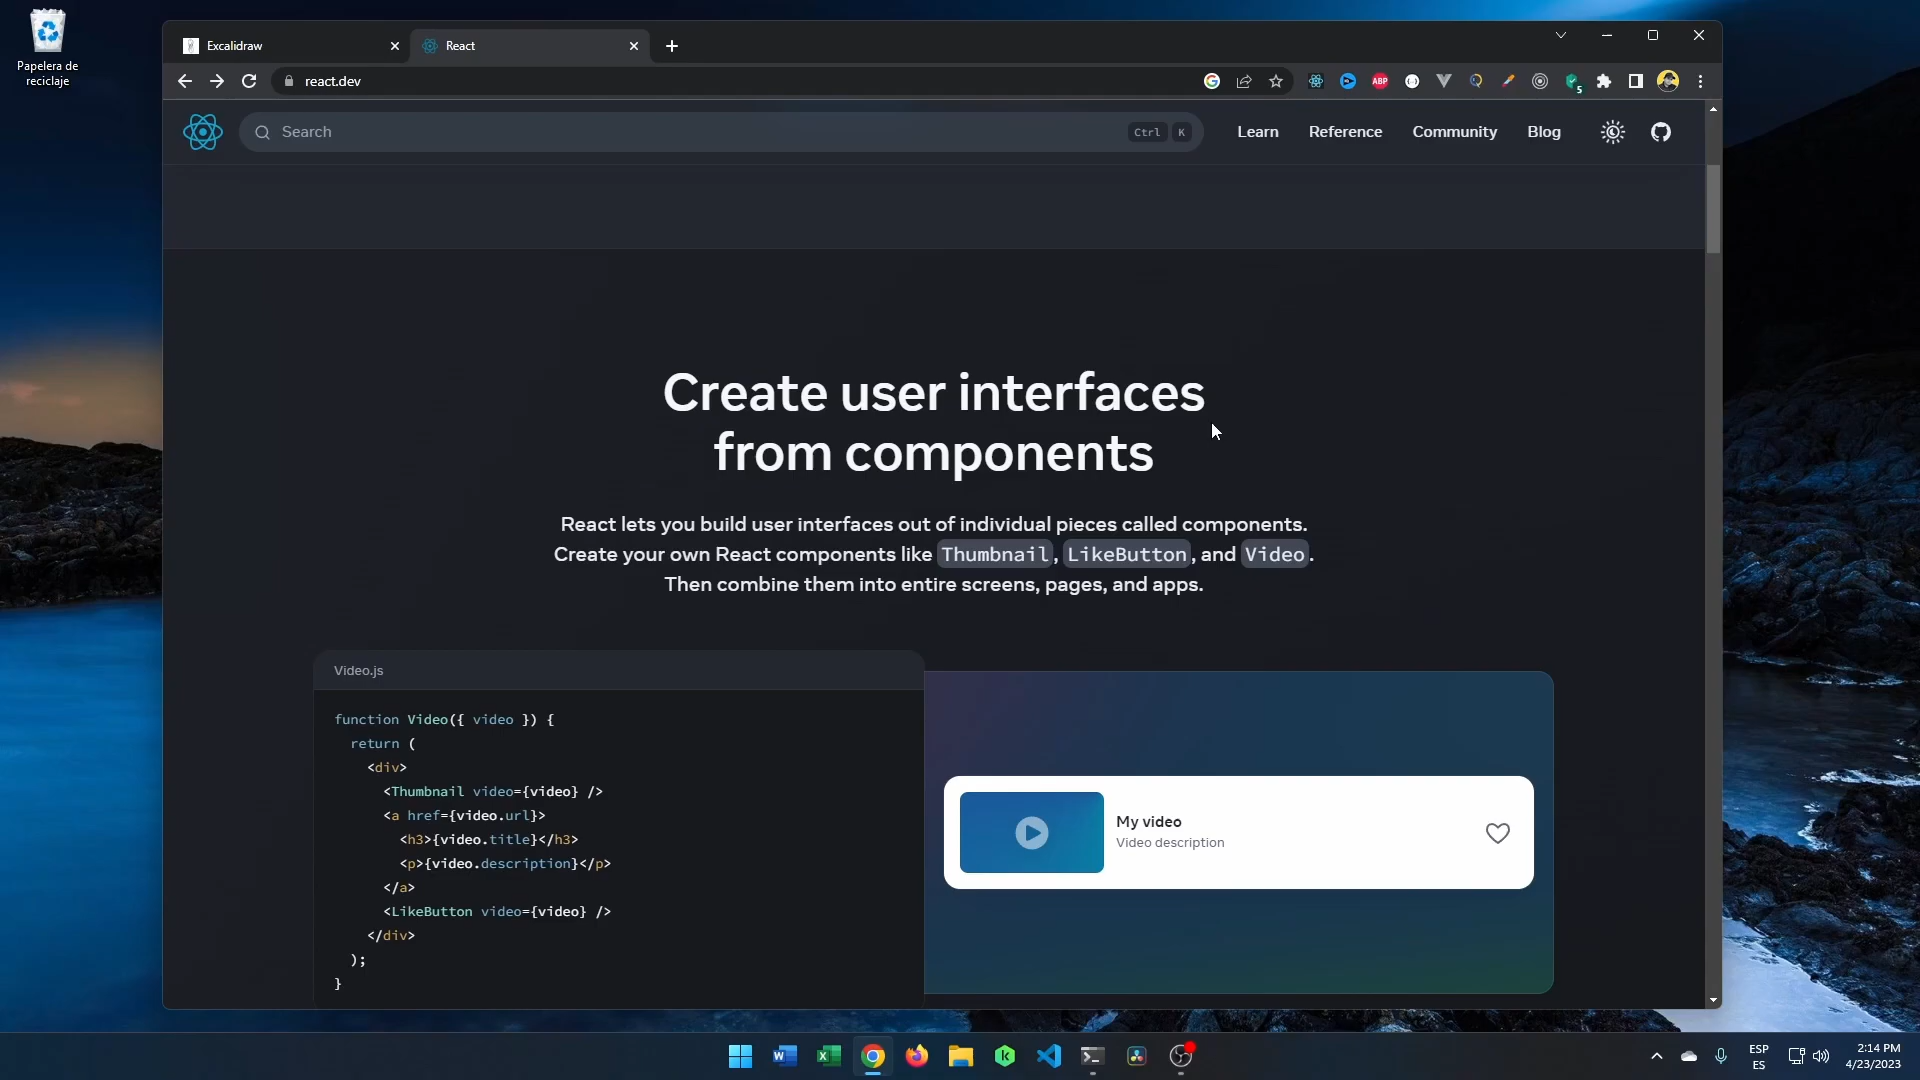 Papelera de
reciclaje
Excalidraw
React
react.dev
ABP
5
Search
Ctrl K
Learn
Reference
Community
Blog
Create user interfaces
from components
React lets you build user interfaces out of individual pieces called components.
Create your own React components like Thumbnail, LikeButton, and Video.
Then combine them into entire screens, pages, and apps.
Video.js
function Video({ video }) {
return (
<div>
<Thumbnail video={video} />
<a href={video.url}>
<h3>{video.title}</h3>
<p>{video.description}</p>
</a>
<LikeButton video={video} />
</div>
);
}
My video
Video description
ESP
ES
2:14 PM
4/23/2023